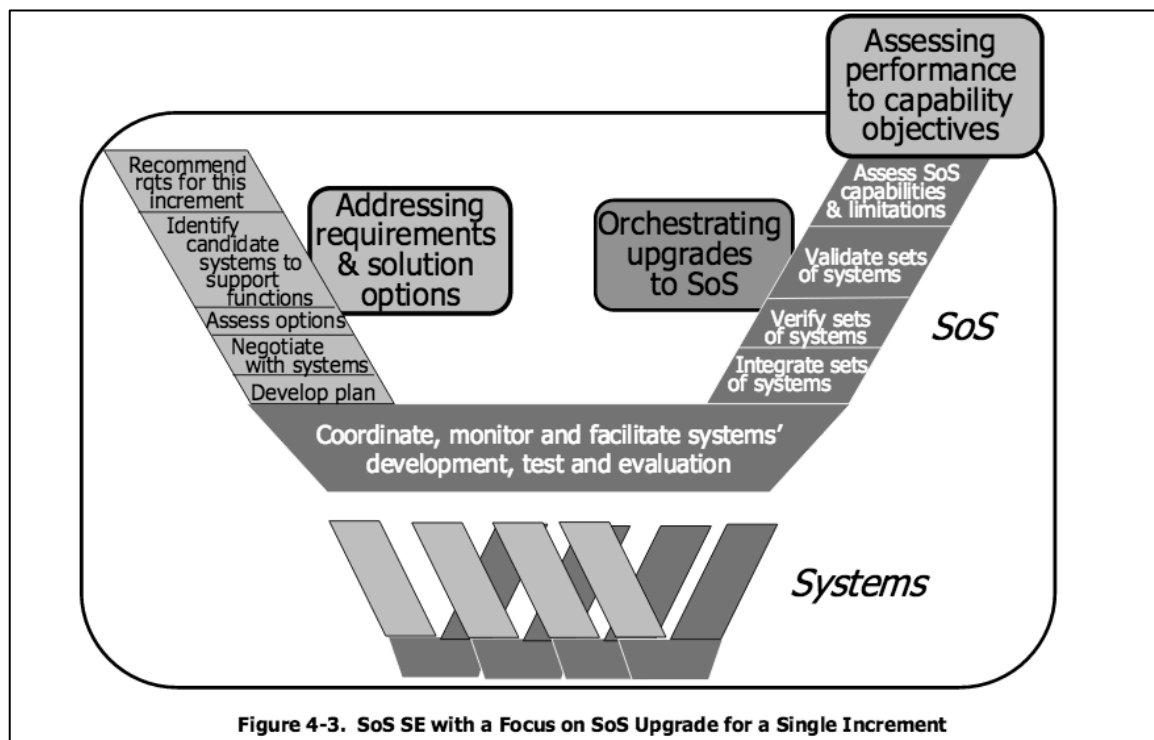 Assessing
performance
to capability
objectives
Recommend
rqts for this
increment
Identify
candidate
systems to
support
functions
Assess options
Negotiate
with systems
Develop plan
Addressing
requirements
& solution
options
Orchestrating
upgrades
to SoS
Assess SoS
capabilities
& limitations
Validate sets
of systems
Verify sets
of systems
Integrate sets
of systems
SoS
Coordinate, monitor and facilitate systems’
development, test and evaluation
Systems
Figure 4-3. SoS SE with a Focus on SoS Upgrade for a Single Increment